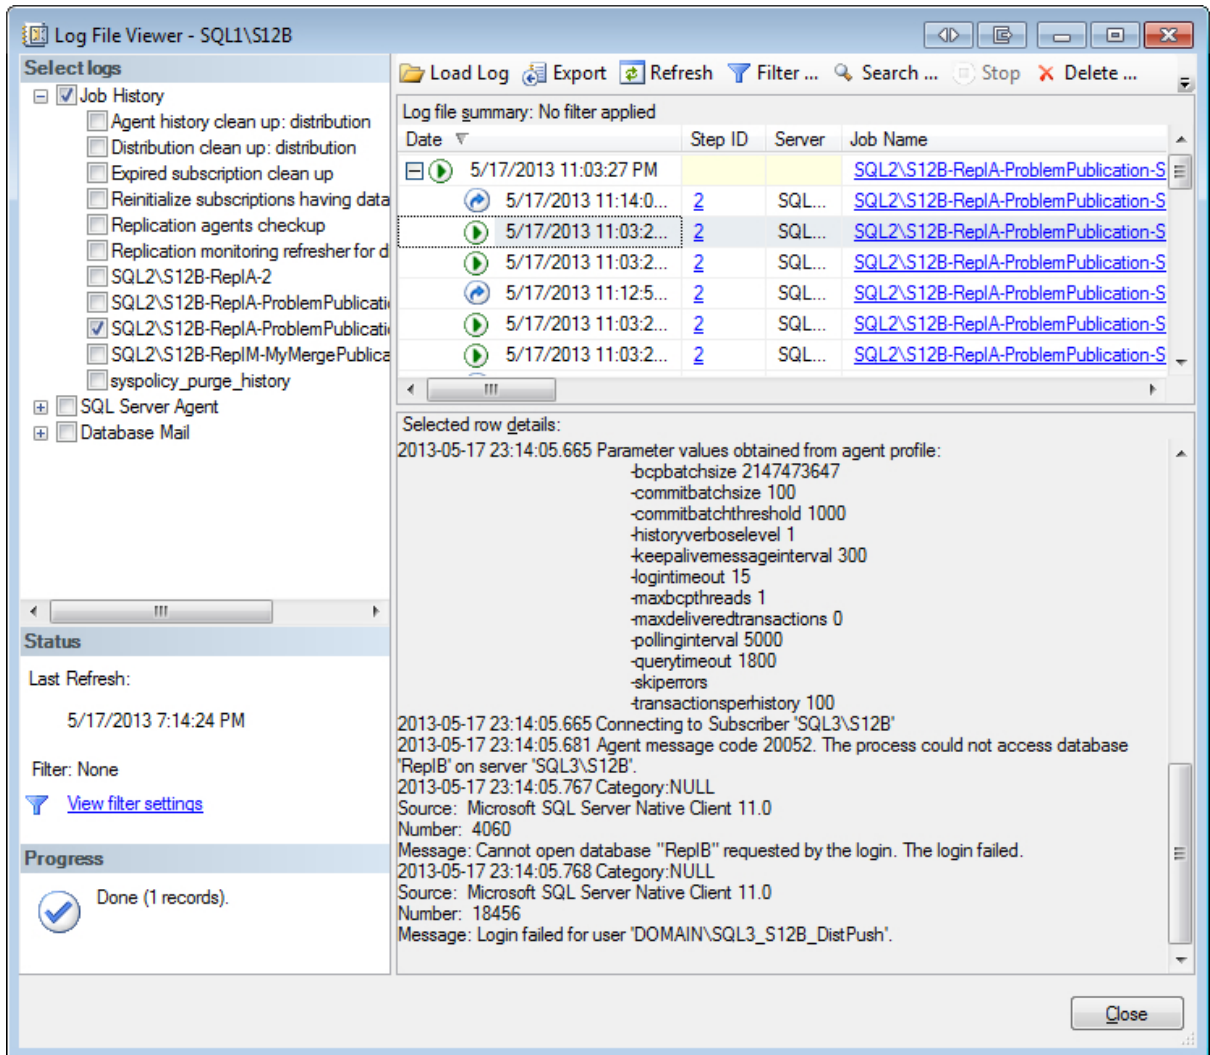 Log File Viewer - SQL1\S12B
Select logs
Job History
Agent history clean up: distribution
Distribution clean up: distribution
Expired subscription clean up
Reinitialize subscriptions having data
Replication agents checkup
Replication monitoring refresher for d
SQL2\S12B-ReplA-2
SQL2\S12B-ReplA-ProblemPublicati
SQL2\S12B-ReplA-ProblemPublicati
SQL2\S12B-ReplM-MyMergePublica
syspolicy_purge_history
SQL Server Agent
Database Mail
Status
Last Refresh:
5/17/2013 7:14:24 PM
Filter: None
View filter settings
Progress
Done (1 records).
Load Log Export Refresh Filter ... Search ... Stop Delete ...
Log file summary: No filter applied
Date Step ID Server Job Name
5/17/2013 11:03:27 PM SQL2\S12B-ReplA-ProblemPublication-S
5/17/2013 11:14:0... 2 SQL... SQL2\S12B-ReplA-ProblemPublication-S
5/17/2013 11:03:2... 2 SQL... SQL2\S12B-ReplA-ProblemPublication-S
5/17/2013 11:03:2... 2 SQL... SQL2\S12B-ReplA-ProblemPublication-S
5/17/2013 11:12:5... 2 SQL... SQL2\S12B-ReplA-ProblemPublication-S
5/17/2013 11:03:2... 2 SQL... SQL2\S12B-ReplA-ProblemPublication-S
5/17/2013 11:03:2... 2 SQL... SQL2\S12B-ReplA-ProblemPublication-S
Selected row details:
2013-05-17 23:14:05.665 Parameter values obtained from agent profile:
-bcpbatchsize 2147473647
-commitbatchsize 100
-commitbatchthreshold 1000
-historyverboselevel 1
-keepalivemessageinterval 300
-logintimeout 15
-maxbcpthreads 1
-maxdeliveredtransactions 0
-pollinginterval 5000
-querytimeout 1800
-skiperrors
-transactionsperhistory 100
2013-05-17 23:14:05.665 Connecting to Subscriber 'SQL3\S12B'
2013-05-17 23:14:05.681 Agent message code 20052. The process could not access database
'ReplB' on server 'SQL3\S12B'.
2013-05-17 23:14:05.767 Category:NULL
Source: Microsoft SQL Server Native Client 11.0
Number: 4060
Message: Cannot open database "ReplB" requested by the login. The login failed.
2013-05-17 23:14:05.768 Category:NULL
Source: Microsoft SQL Server Native Client 11.0
Number: 18456
Message: Login failed for user 'DOMAIN\SQL3_S12B_DistPush'.
Close